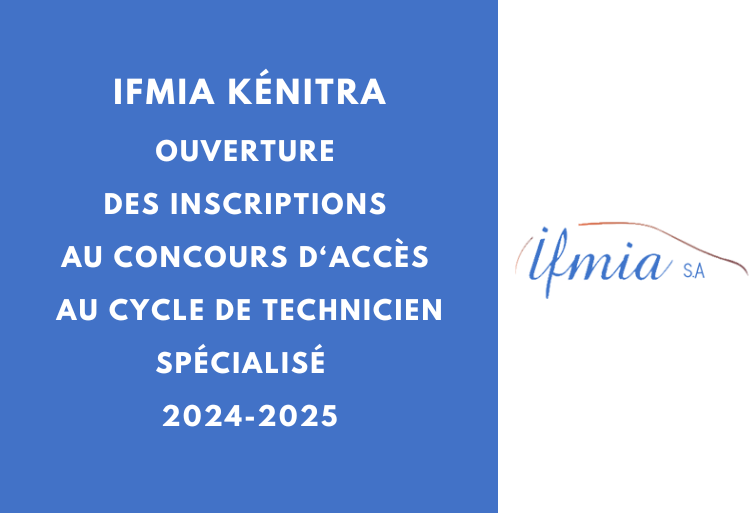 IFMIA KÉNITRA
OUVERTURE
DES INSCRIPTIONS
AU CONCOURS D‘ACCÈS
AU CYCLE DE TECHNICIEN
SPÉCIALISÉ
2024-2025
ifmia S.A